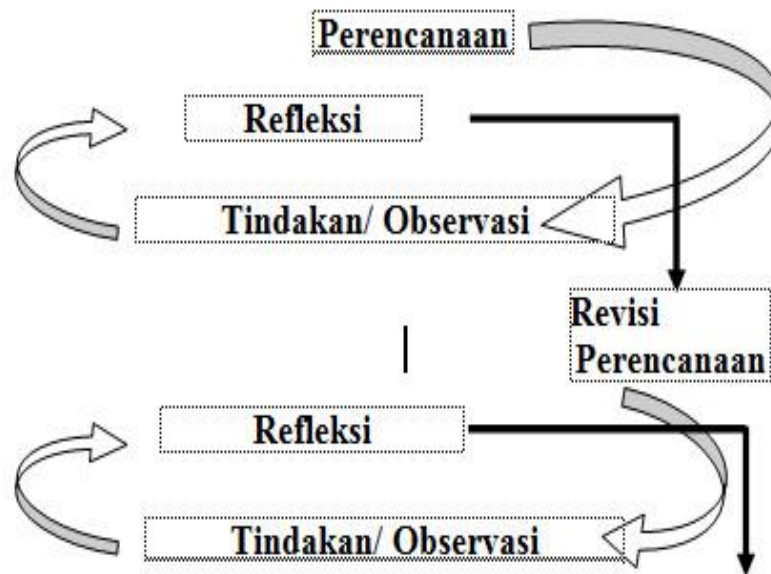 Perencanaan
Refleksi
Tindakan/ Observasi
Revisi
Perencanaan
Refleksi
Tindakan/ Observasi